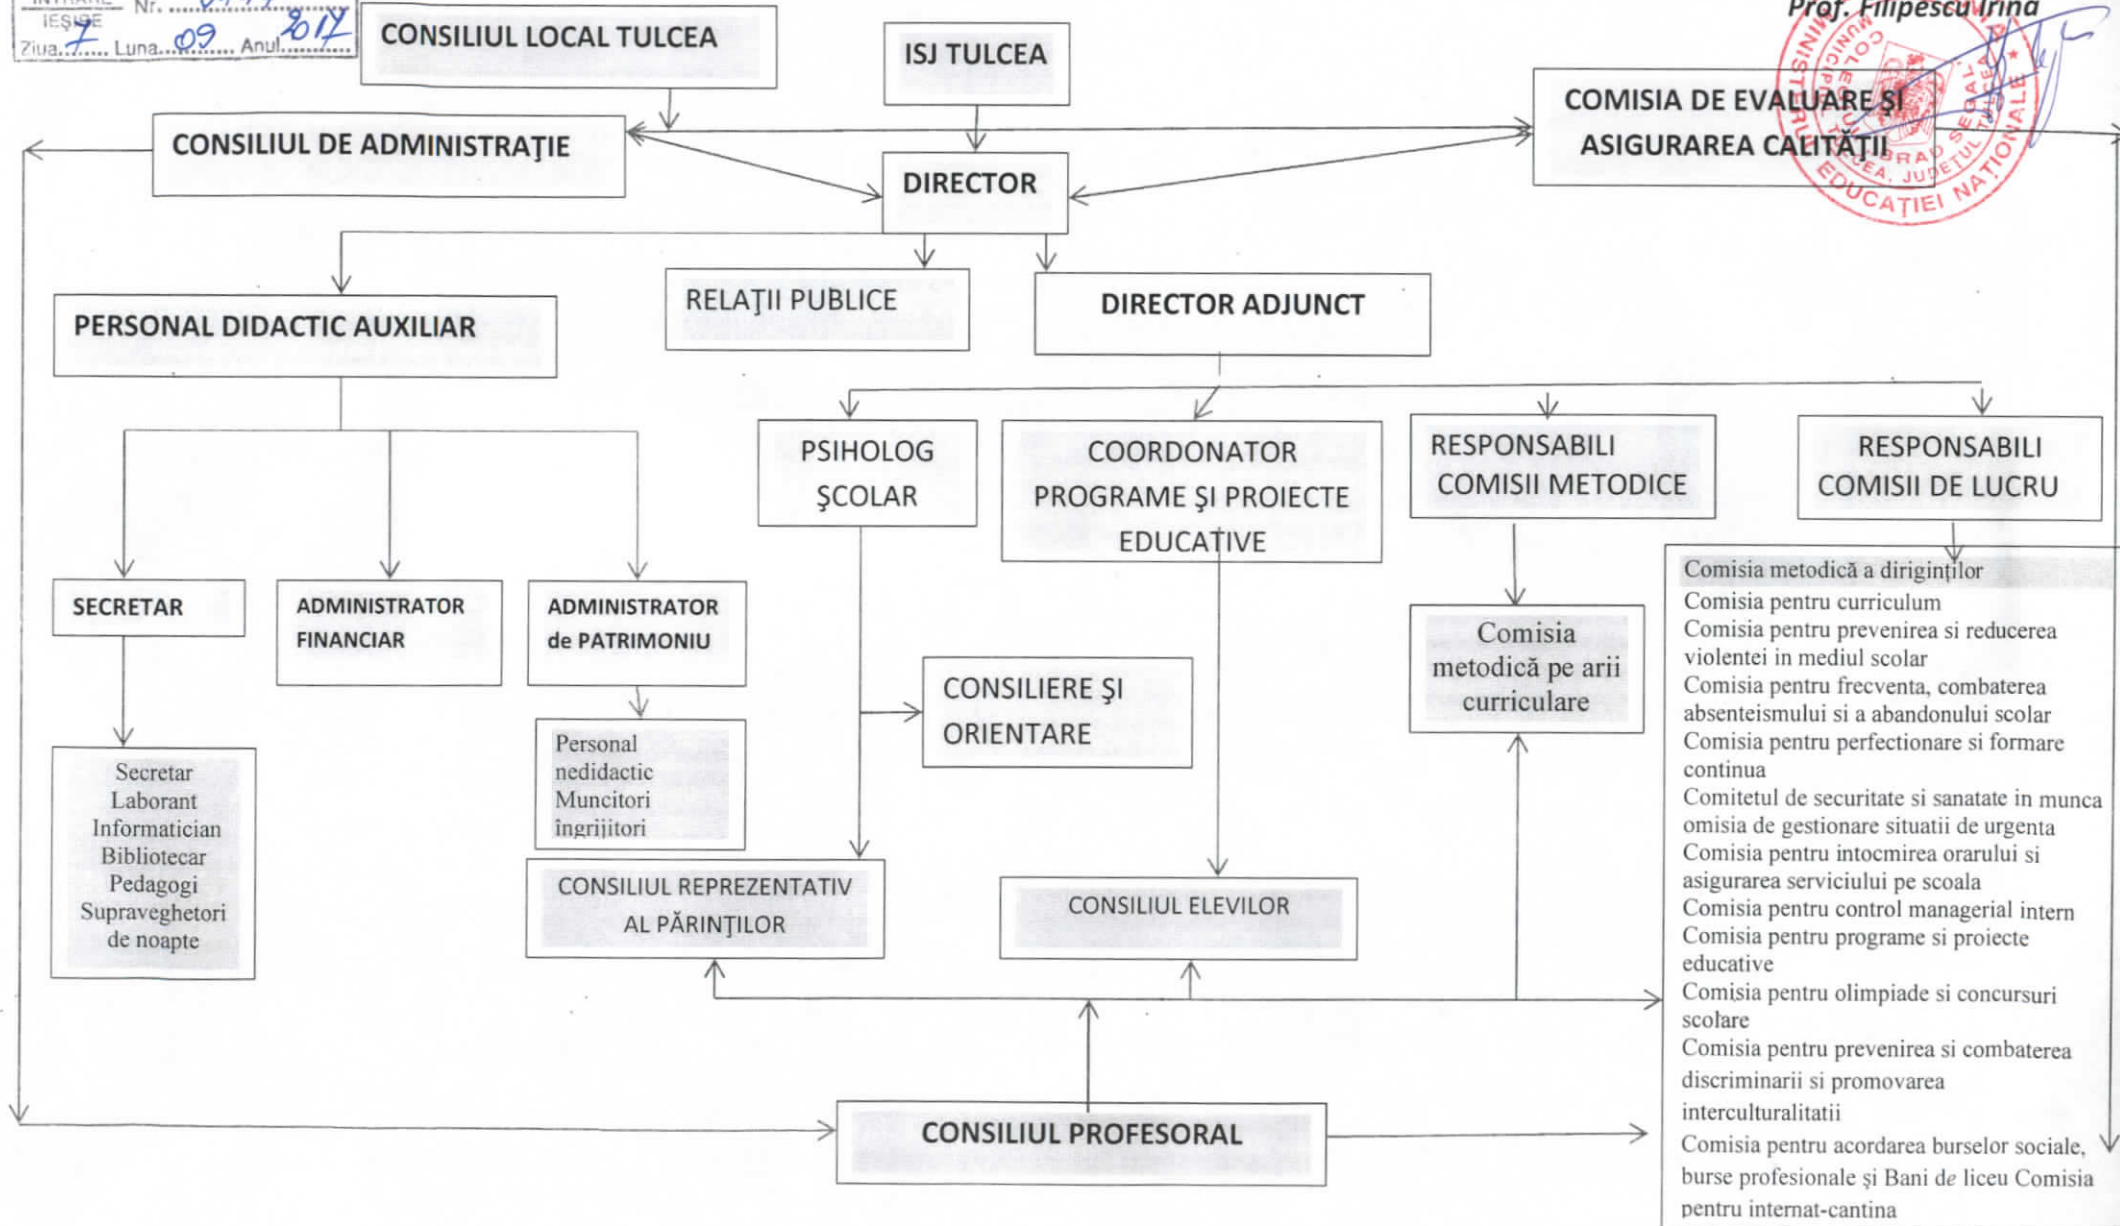 Nr.
IEŞIRE
Ziua 7 Luna 09 Anul 2017
Prof. Filipescu Irina
CONSILIUL LOCAL TULCEA
ISJ TULCEA
COMISIA DE EVALUARE ŞI
ASIGURAREA CALITĂŢII
CONSILIUL DE ADMINISTRAŢIE
DIRECTOR
EDUCAŢIEI NAŢIONALE
PERSONAL DIDACTIC AUXILIAR
RELAŢII PUBLICE
DIRECTOR ADJUNCT
PSIHOLOG
ŞCOLAR
COORDONATOR
PROGRAME ŞI PROIECTE
EDUCATIVE
RESPONSABILI
COMISII METODICE
RESPONSABILI
COMISII DE LUCRU
SECRETAR
ADMINISTRATOR
FINANCIAR
ADMINISTRATOR
de PATRIMONIU
Secretar
Laborant
Informatician
Bibliotecar
Pedagogi
Supraveghetori
de noapte
Personal
nedidactic
Muncitori
îngrijitori
CONSILIERE ŞI
ORIENTARE
Comisia
metodică pe arii
curriculare
CONSILIUL REPREZENTATIV
AL PĂRINŢILOR
CONSILIUL ELEVILOR
Comisia metodică a diriginţilor
Comisia pentru curriculum
Comisia pentru prevenirea si reducerea
violentei in mediul scolar
Comisia pentru frecventa, combaterea
absenteismului si a abandonului scolar
Comisia pentru perfectionare si formare
continua
Comitetul de securitate si sanatate in munca
omisia de gestionare situatii de urgenta
Comisia pentru intocmirea orarului si
asigurarea serviciului pe scoala
Comisia pentru control managerial intern
Comisia pentru programe si proiecte
educative
Comisia pentru olimpiade si concursuri
scolare
Comisia pentru prevenirea si combaterea
discriminarii si promovarea
interculturalitatii
Comisia pentru acordarea burselor sociale,
burse profesionale şi Bani de liceu Comisia
pentru internat-cantina
CONSILIUL PROFESORAL